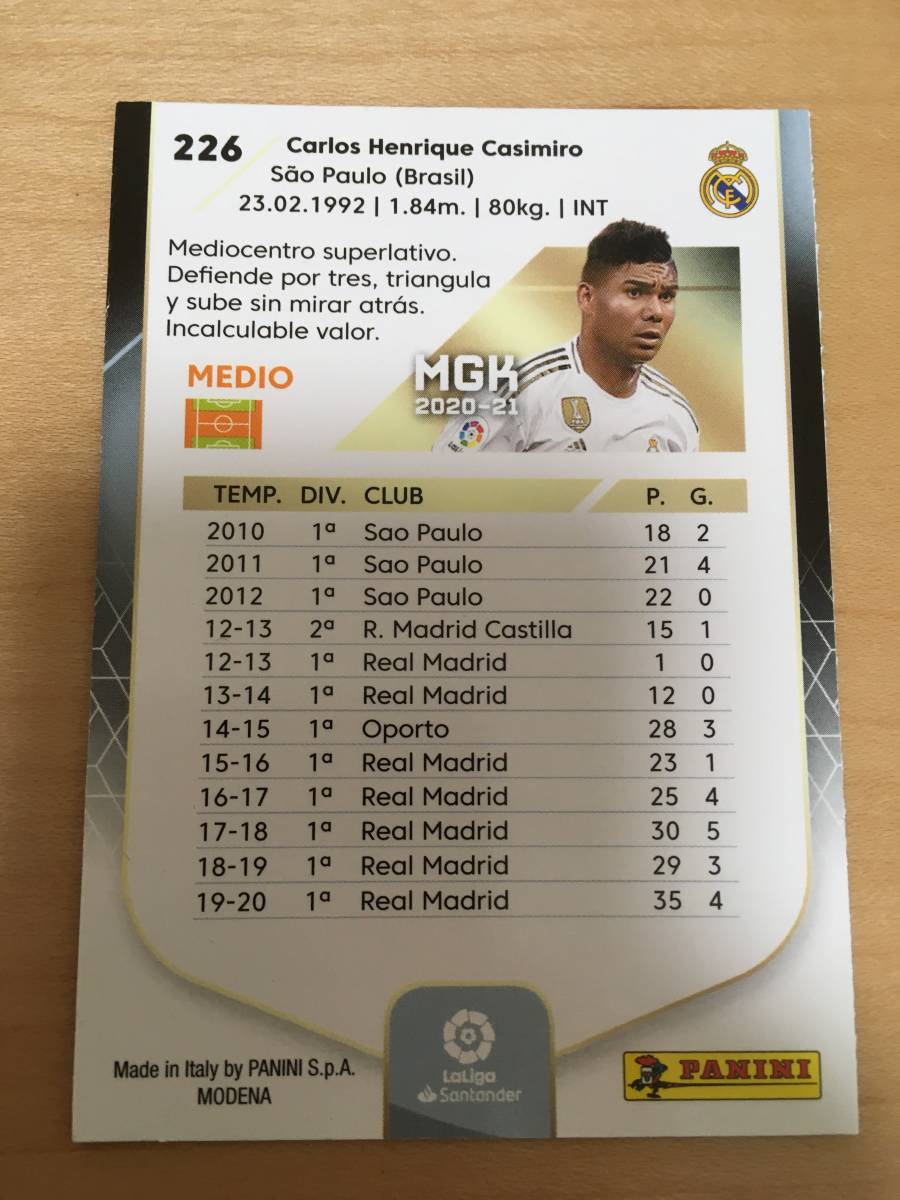 226
Carlos Henrique Casimiro
São Paulo (Brasil)
23.02.1992 | 1.84m. | 80kg. | INT
Mediocentro superlativo.
Defiende por tres, triangula
y sube sin mirar atrás.
Incalculable valor.
MEDIO
MGK
2020-21
TEMP. DIV. CLUB P. G.
2010 1ª Sao Paulo 18 2
2011 1ª Sao Paulo 21 4
2012 1ª Sao Paulo 22 0
12-13 2ª R. Madrid Castilla 15 1
12-13 1ª Real Madrid 1 0
13-14 1ª Real Madrid 12 0
14-15 1ª Oporto 28 3
15-16 1ª Real Madrid 23 1
16-17 1ª Real Madrid 25 4
17-18 1ª Real Madrid 30 5
18-19 1ª Real Madrid 29 3
19-20 1ª Real Madrid 35 4
Made in Italy by PANINI S.p.A.
MODENA
LaLiga
Santander
PANINI